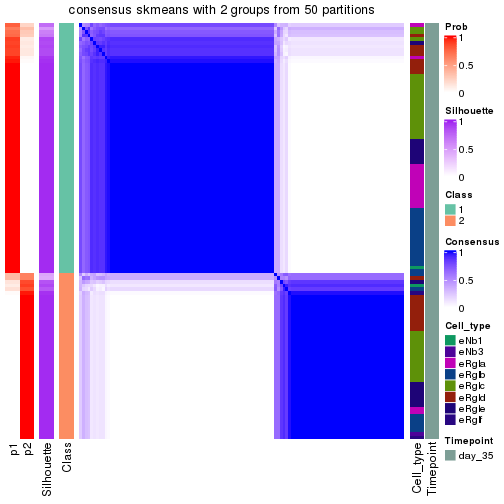 consensus skmeans with 2 groups from 50 partitions
Prob
1
0.5
0
Silhouette
1
0.5
0
Class
1
2
Consensus
1
0.5
0
Cell_type
eNb1
eNb3
eRgla
eRglb
eRglc
eRgld
eRgle
eRglf
Timepoint
day_35
p1
p2
Silhouette
Class
Cell_type
Timepoint